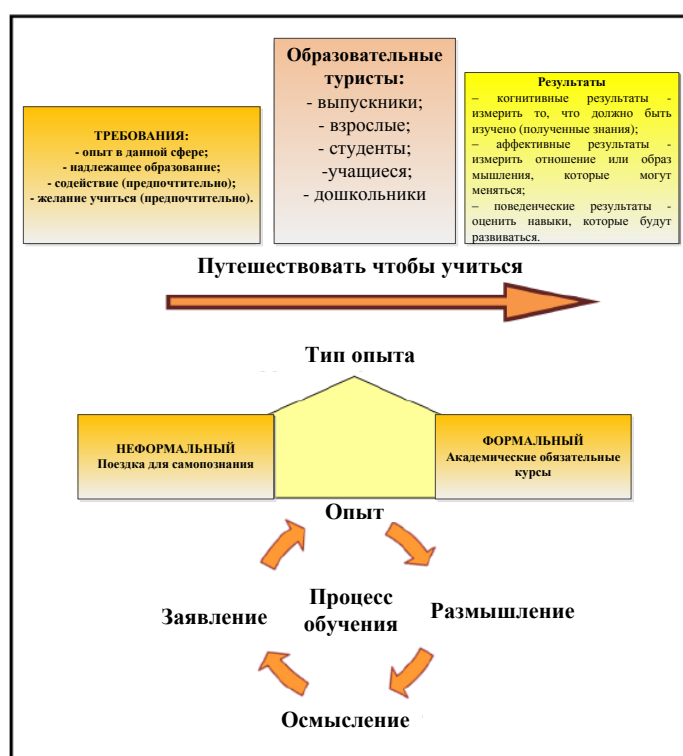 ТРЕБОВАНИЯ:
- опыт в данной сфере;
- надлежащее образование;
- содействие (предпочтительно);
- желание учиться (предпочтительно).
Образовательные
туристы:
- выпускники;
- взрослые;
- студенты;
-учащиеся;
- дошкольники
Результаты
– когнитивные результаты -
измерить то, что должно быть
изучено (полученные знания);
– аффективные результаты -
измерить отношение или образ
мышления, которые могут
меняться;
– поведенческие результаты -
оценить навыки, которые будут
развиваться.
Путешествовать чтобы учиться
Тип опыта
НЕФОРМАЛЬНЫЙ
Поездка для самопознания
ФОРМАЛЬНЫЙ
Академические обязательные
курсы
Опыт
Заявление
Процесс
обучения
Размышление
Осмысление